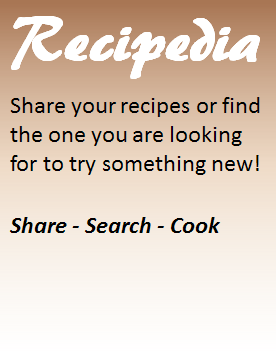 Recipedia
Share your recipes or find
the one you are looking
for to try something new!
Share - Search - Cook